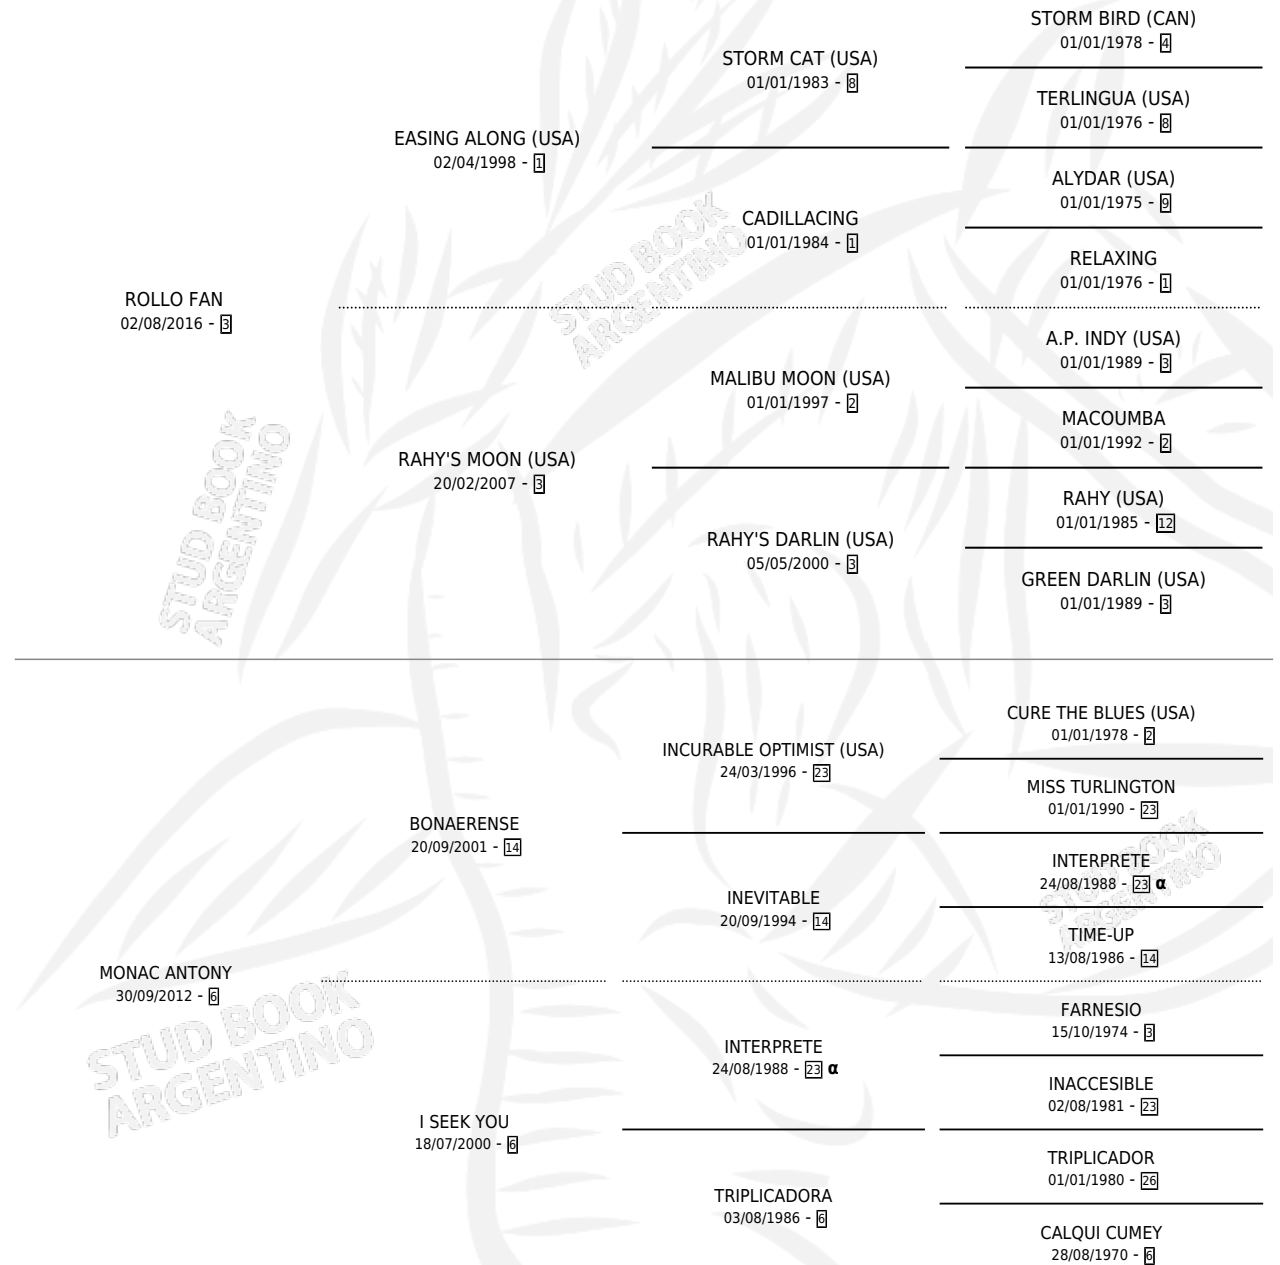 STORM BIRD (CAN)
01/01/1978 - 4
STORM CAT (USA)
01/01/1983 - 8
TERLINGUA (USA)
01/01/1976 - 8
EASING ALONG (USA)
02/04/1998 - 1
ALYDAR (USA)
01/01/1975 - 9
CADILLACING
01/01/1984 - 1
RELAXING
01/01/1976 - 1
ROLLO FAN
02/08/2016 - 3
A.P. INDY (USA)
01/01/1989 - 3
MALIBU MOON (USA)
01/01/1997 - 2
MACOUMBA
01/01/1992 - 2
RAHY'S MOON (USA)
20/02/2007 - 3
RAHY (USA)
01/01/1985 - 12
RAHY'S DARLIN (USA)
05/05/2000 - 3
GREEN DARLIN (USA)
01/01/1989 - 3
CURE THE BLUES (USA)
01/01/1978 - 2
INCURABLE OPTIMIST (USA)
24/03/1996 - 23
MISS TURLINGTON
01/01/1990 - 23
BONAERENSE
20/09/2001 - 14
INTERPRETE
24/08/1988 - 23 α
INEVITABLE
20/09/1994 - 14
TIME-UP
13/08/1986 - 14
MONAC ANTONY
30/09/2012 - 6
FARNESIO
15/10/1974 - 3
INTERPRETE
24/08/1988 - 23 α
INACCESIBLE
02/08/1981 - 23
I SEEK YOU
18/07/2000 - 6
TRIPLICADOR
01/01/1980 - 26
TRIPLICADORA
03/08/1986 - 6
CALQUI CUMEY
28/08/1970 - 6
STUD BOOK
ARGENTINO
STUD BOOK
ARGENTINO
STUD BOOK
ARGENTINO
STUD BOOK
ARGENTINO